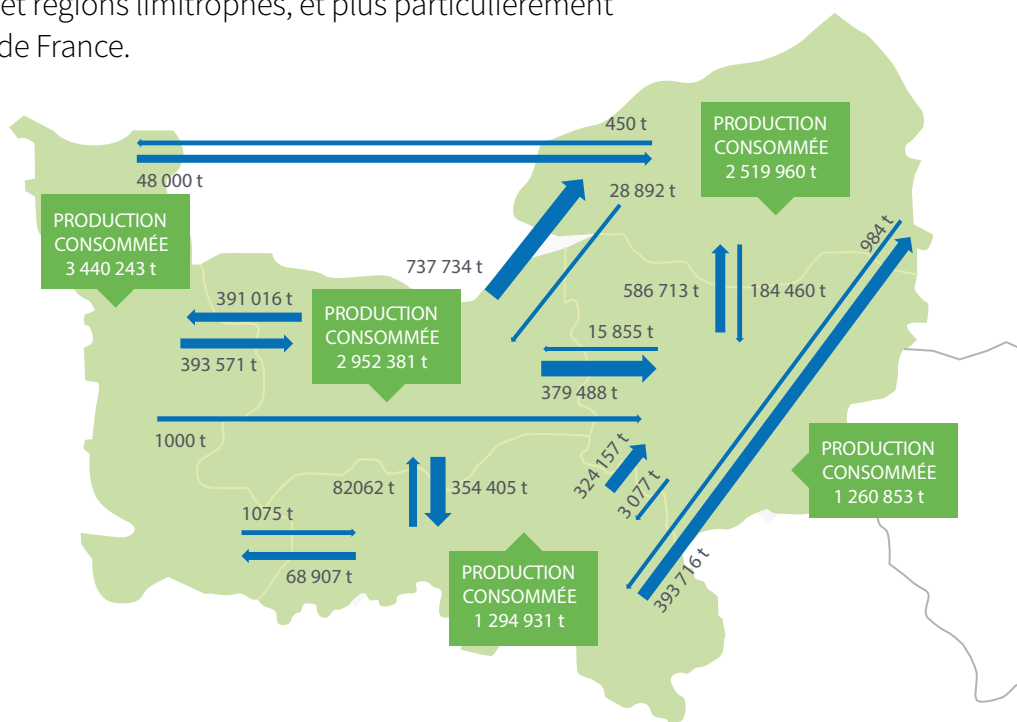 et régions limitrophes, et plus particulièrement
de France.
450 t
48 000 t
PRODUCTION
CONSOMMÉE
2 519 960 t
28 892 t
PRODUCTION
CONSOMMÉE
3 440 243 t
984 t
737 734 t
586 713 t
184 460 t
391 016 t
PRODUCTION
CONSOMMÉE
2 952 381 t
15 855 t
393 571 t
379 488 t
1000 t
PRODUCTION
CONSOMMÉE
1 260 853 t
324 157 t
3 077 t
82062 t
354 405 t
1075 t
68 907 t
PRODUCTION
CONSOMMÉE
1 294 931 t
393 716 t